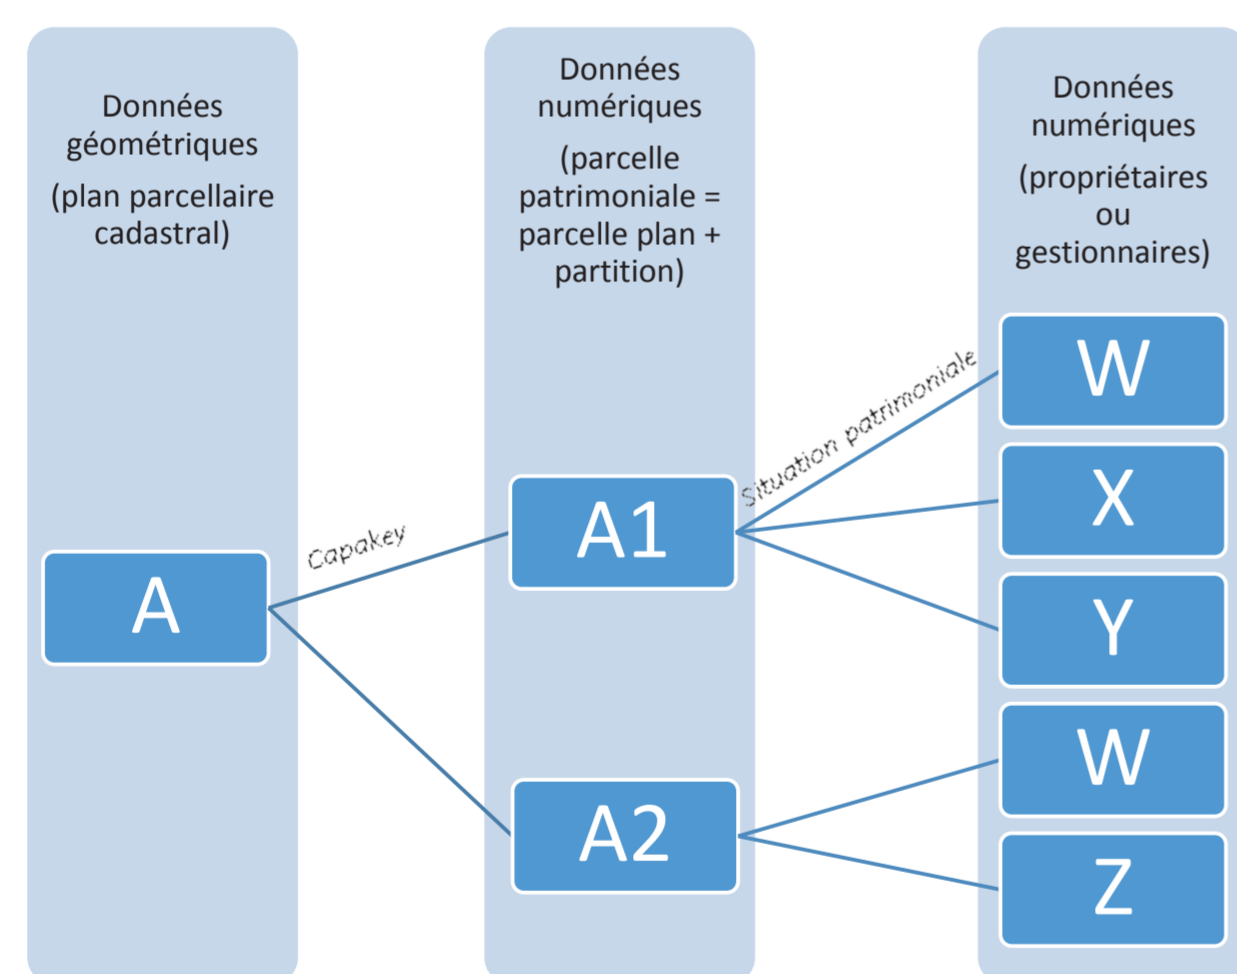 Données
géométriques
(plan parcellaire
cadastral)
A
Capakey
Données
numériques
(parcelle
patrimoniale =
parcelle plan +
partition)
A1
A2
Situation patrimoniale
Données
numériques
(propriétaires
ou
gestionnaires)
W
X
Y
W
Z